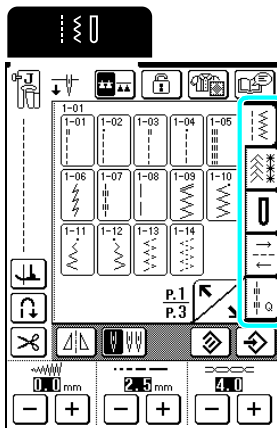 J
1-01
1-01 1-02 1-03 1-04 1-05
1-06 1-07 1-08 1-09 1-10
1-11 1-12 1-13 1-14
P.1
P.3
Q
0.0 mm 2.5 mm 4.0
− + − + − +